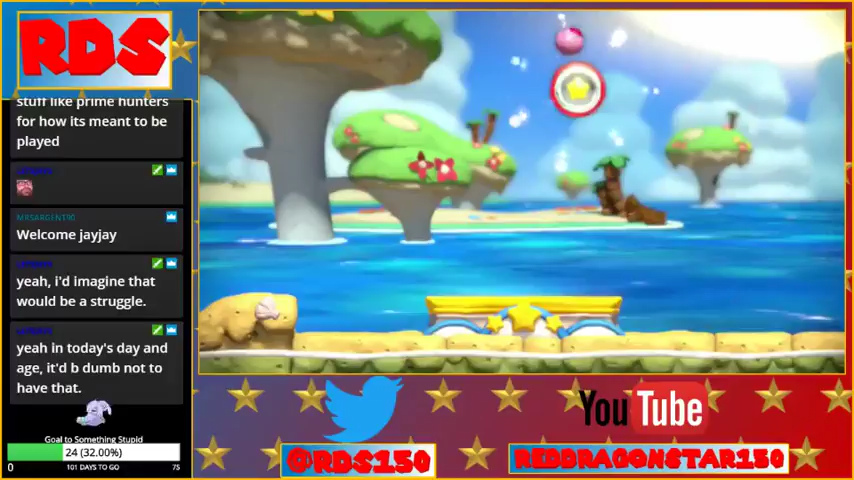 RDS
stuff like prime hunters
for how its meant to be
played
MRSARGENT90
Welcome jayjay
yeah, i'd imagine that
would be a struggle.
yeah in today's day and
age, it'd b dumb not to
have that.
Goal to Something Stupid
24 (32.00%)
0
101 DAYS TO GO
75
YouTube
@RDS150
REDDRAGONSTAR150